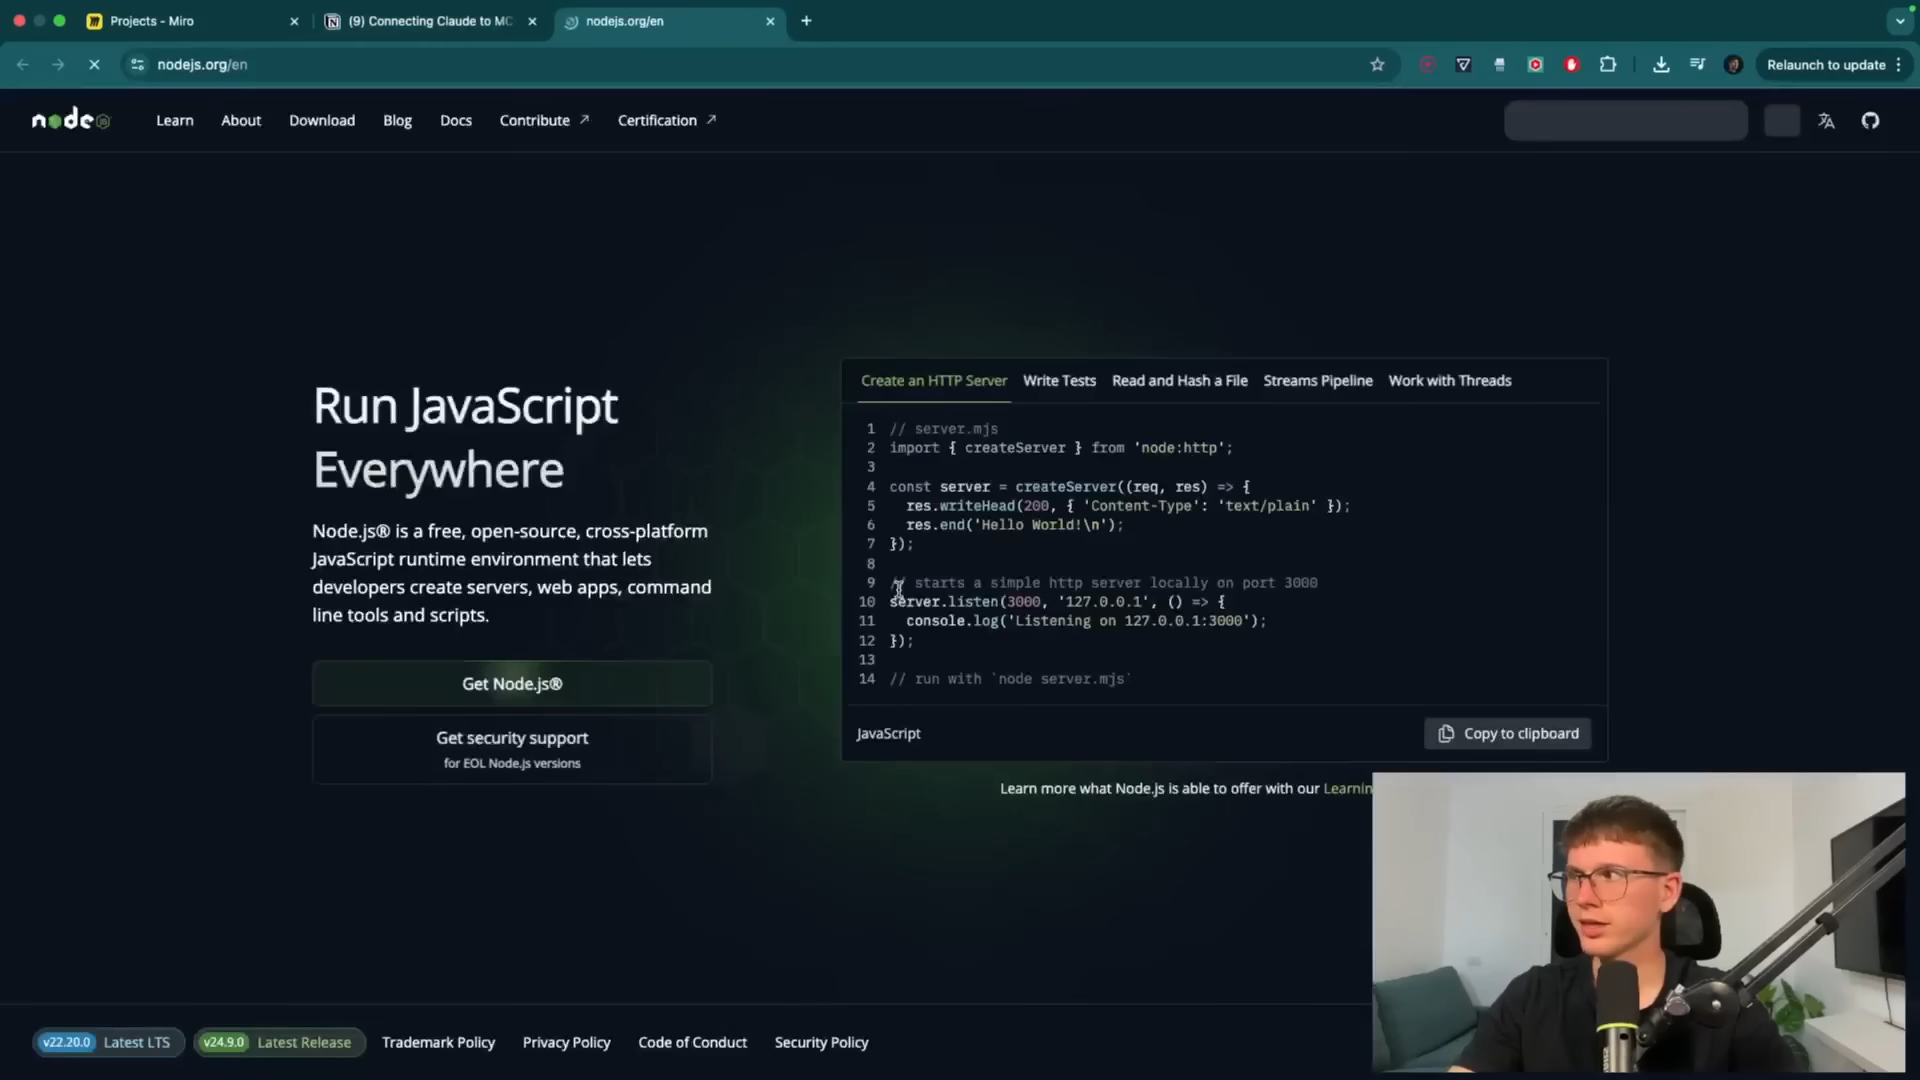 Projects - Miro
(9) Connecting Claude to MC
nodejs.org/en
nodejs.org/en
Relaunch to update
node
Learn
About
Download
Blog
Docs
Contribute
Certification
Run JavaScript
Everywhere
Node.js® is a free, open-source, cross-platform
JavaScript runtime environment that lets
developers create servers, web apps, command
line tools and scripts.
Get Node.js®
Get security support
for EOL Node.js versions
Create an HTTP Server
Write Tests
Read and Hash a File
Streams Pipeline
Work with Threads
1 // server.mjs
2 import { createServer } from 'node:http';
3
4 const server = createServer((req, res) => {
5 res.writeHead(200, { 'Content-Type': 'text/plain' });
6 res.end('Hello World!\n');
7 });
8
9 // starts a simple http server locally on port 3000
10 server.listen(3000, '127.0.0.1', () => {
11 console.log('Listening on 127.0.0.1:3000');
12 });
13
14 // run with `node server.mjs`
JavaScript
Copy to clipboard
Learn more what Node.js is able to offer with our Learnin
v22.20.0 Latest LTS
v24.9.0 Latest Release
Trademark Policy
Privacy Policy
Code of Conduct
Security Policy